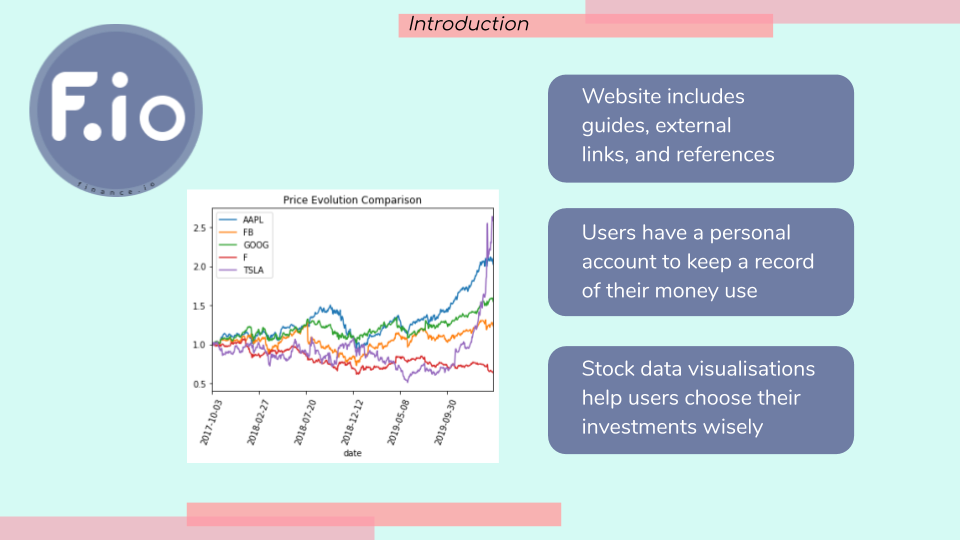 Introduction
F.io
finance.io
Website includes
guides, external
links, and references
Price Evolution Comparison
AAPL
FB
GOOG
F
TSLA
2.5
2.0
1.5
1.0
0.5
2017-10-03
2018-02-27
2018-07-20
2018-12-12
2019-05-08
2019-09-30
date
Users have a personal
account to keep a record
of their money use
Stock data visualisations
help users choose their
investments wisely